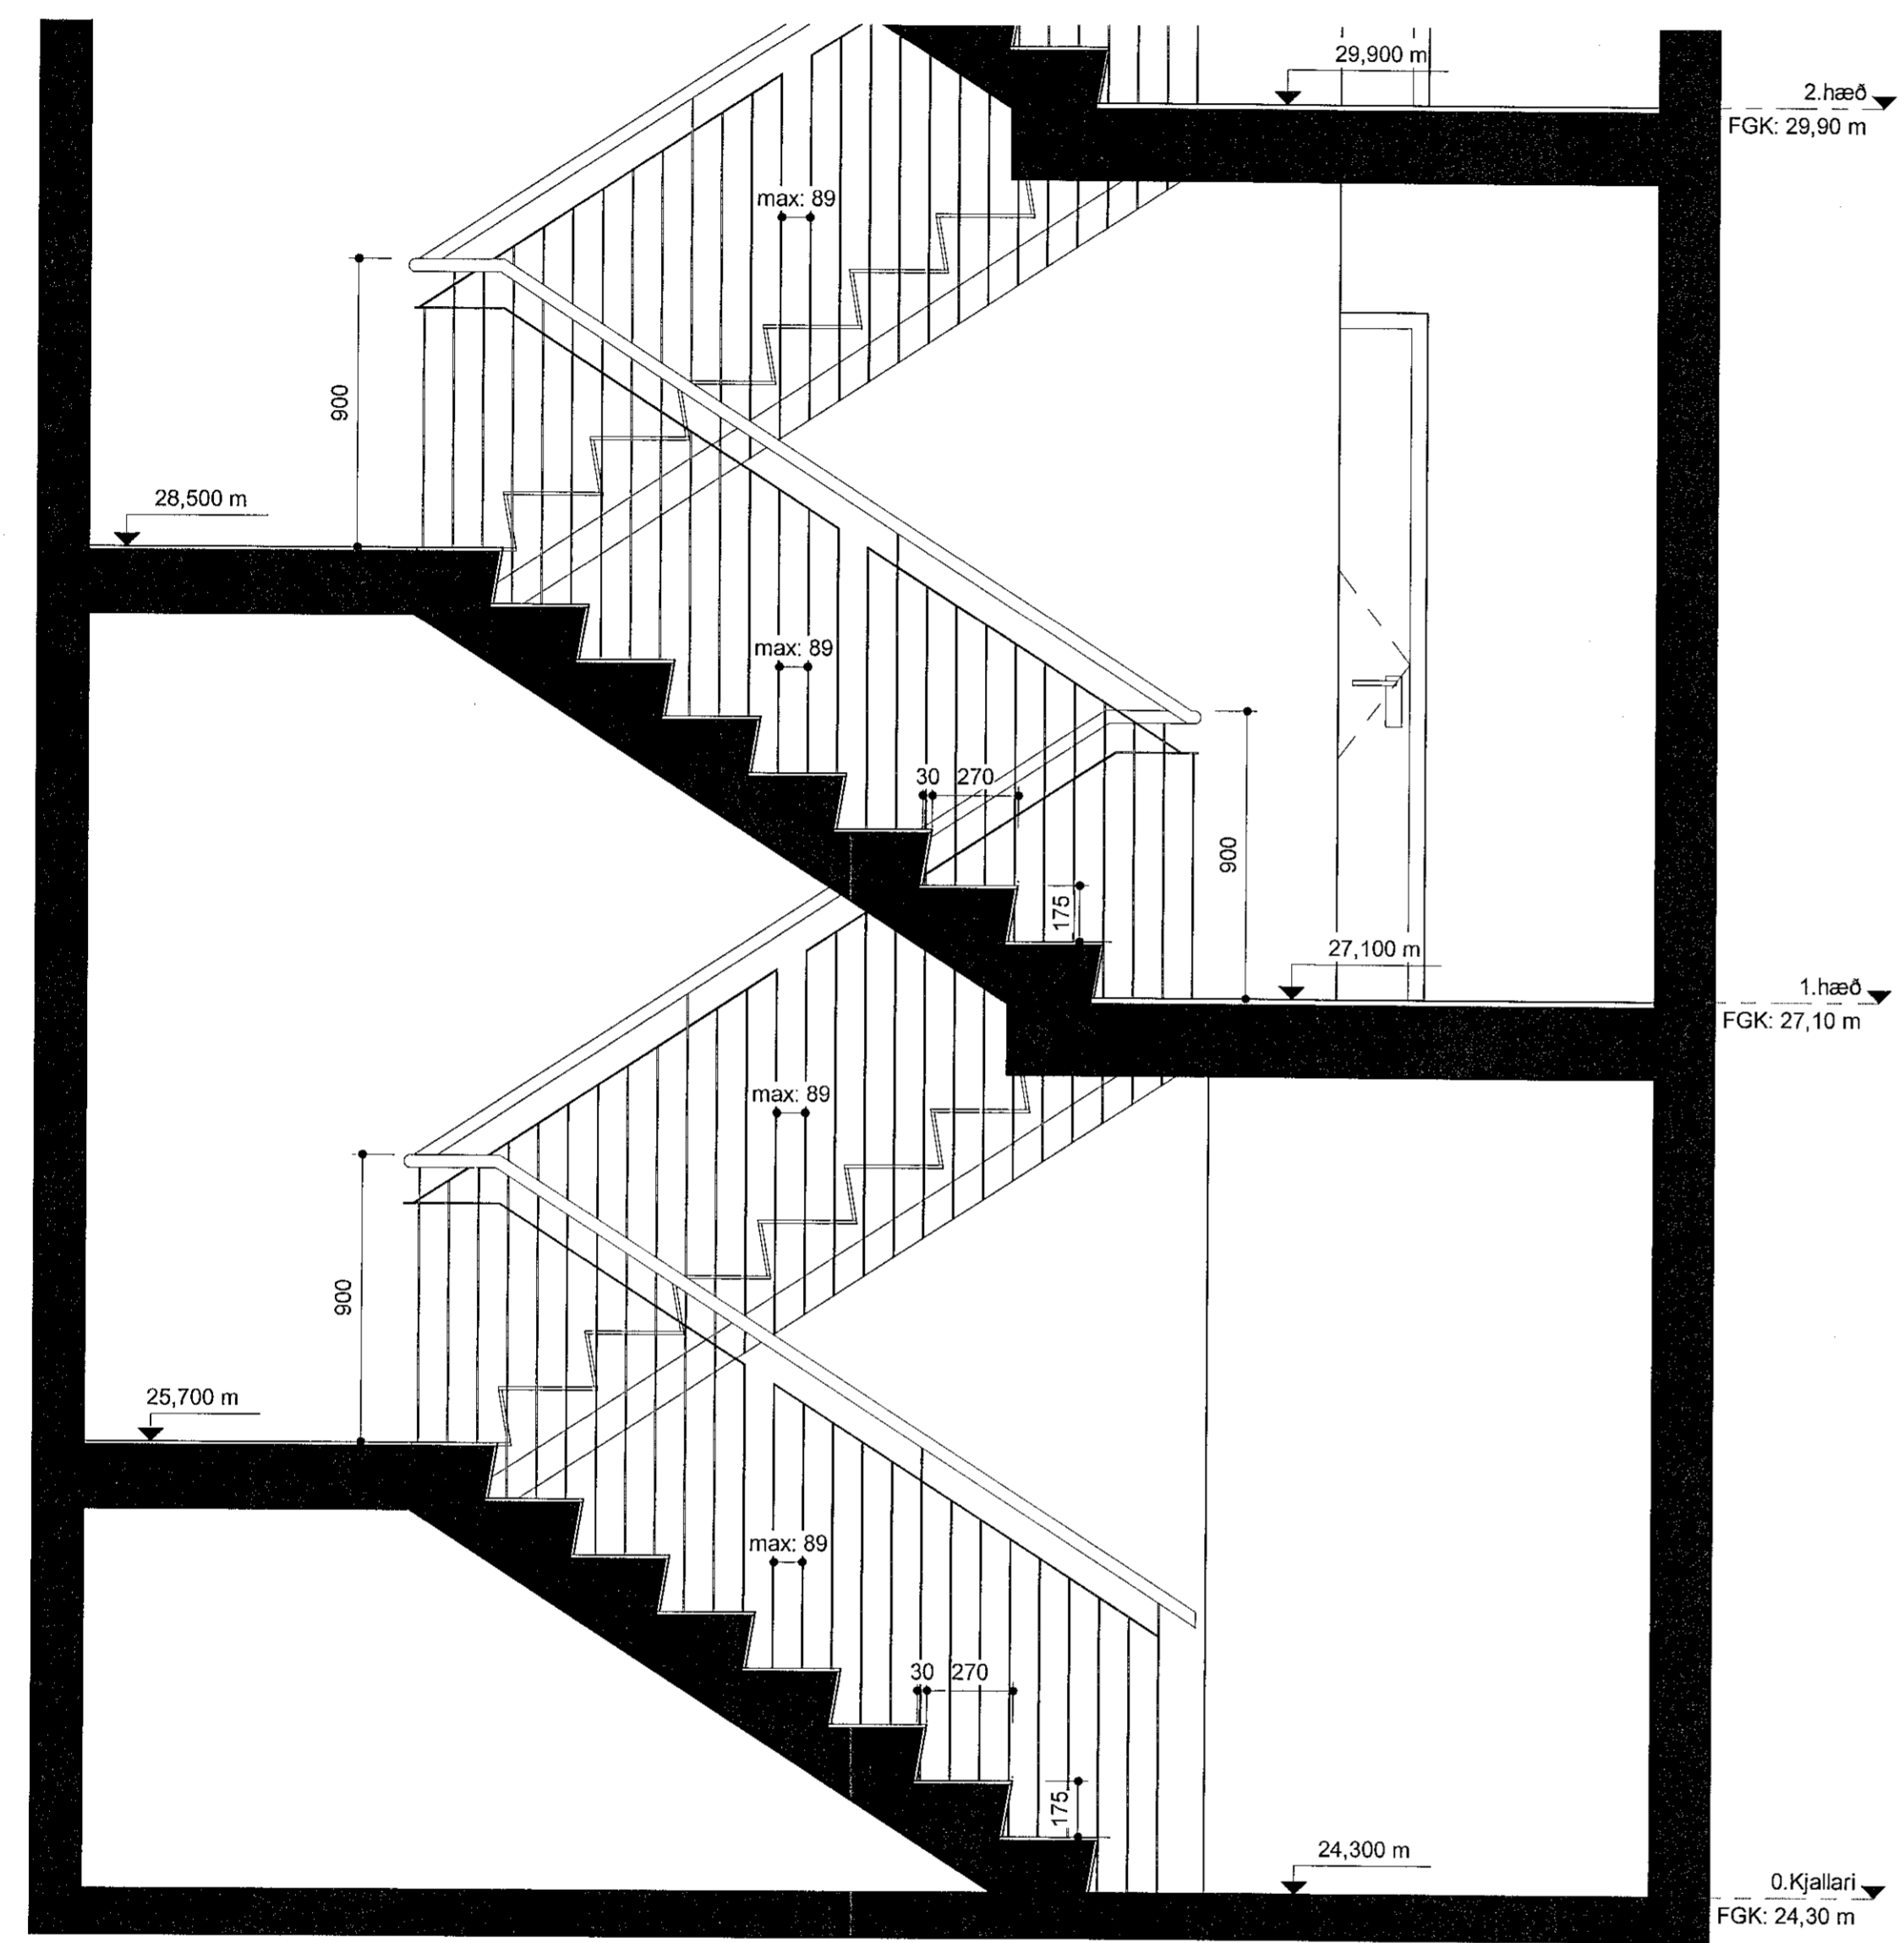 29,900 m
2.hæð
FGK: 29,90 m
max: 89
900
28,500 m
max: 89
30 270
900
175
27,100 m
1.hæð
FGK: 27,10 m
max: 89
900
25,700 m
max: 89
30 270
175
24,300 m
0.Kjallari
FGK: 24,30 m